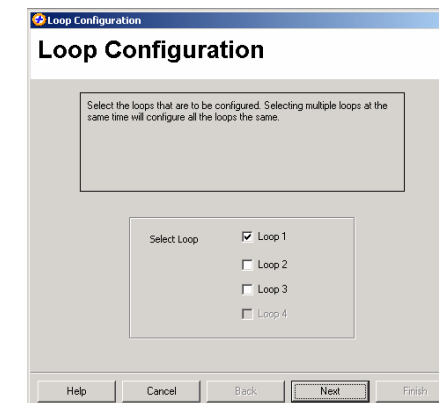 Loop Configuration
Loop Configuration
Select the loops that are to be configured. Selecting multiple loops at the
same time will configure all the loops the same.
Select Loop
Loop 1
Loop 2
Loop 3
Loop 4
Help Cancel Back Next Finish